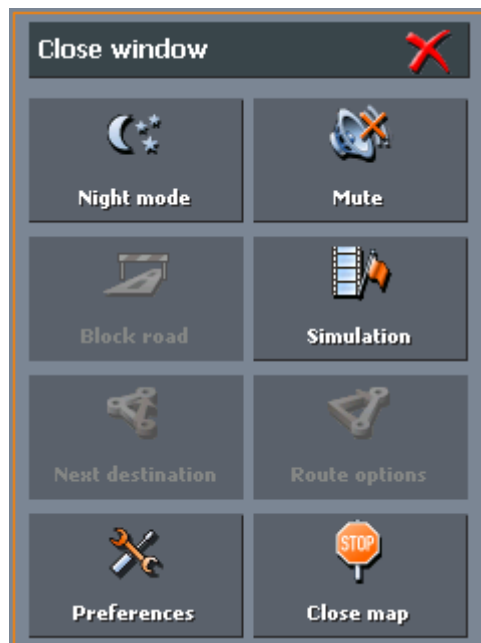 Close window
Night mode
Mute
Block road
Simulation
Next destination
Route options
Preferences
STOP
Close map